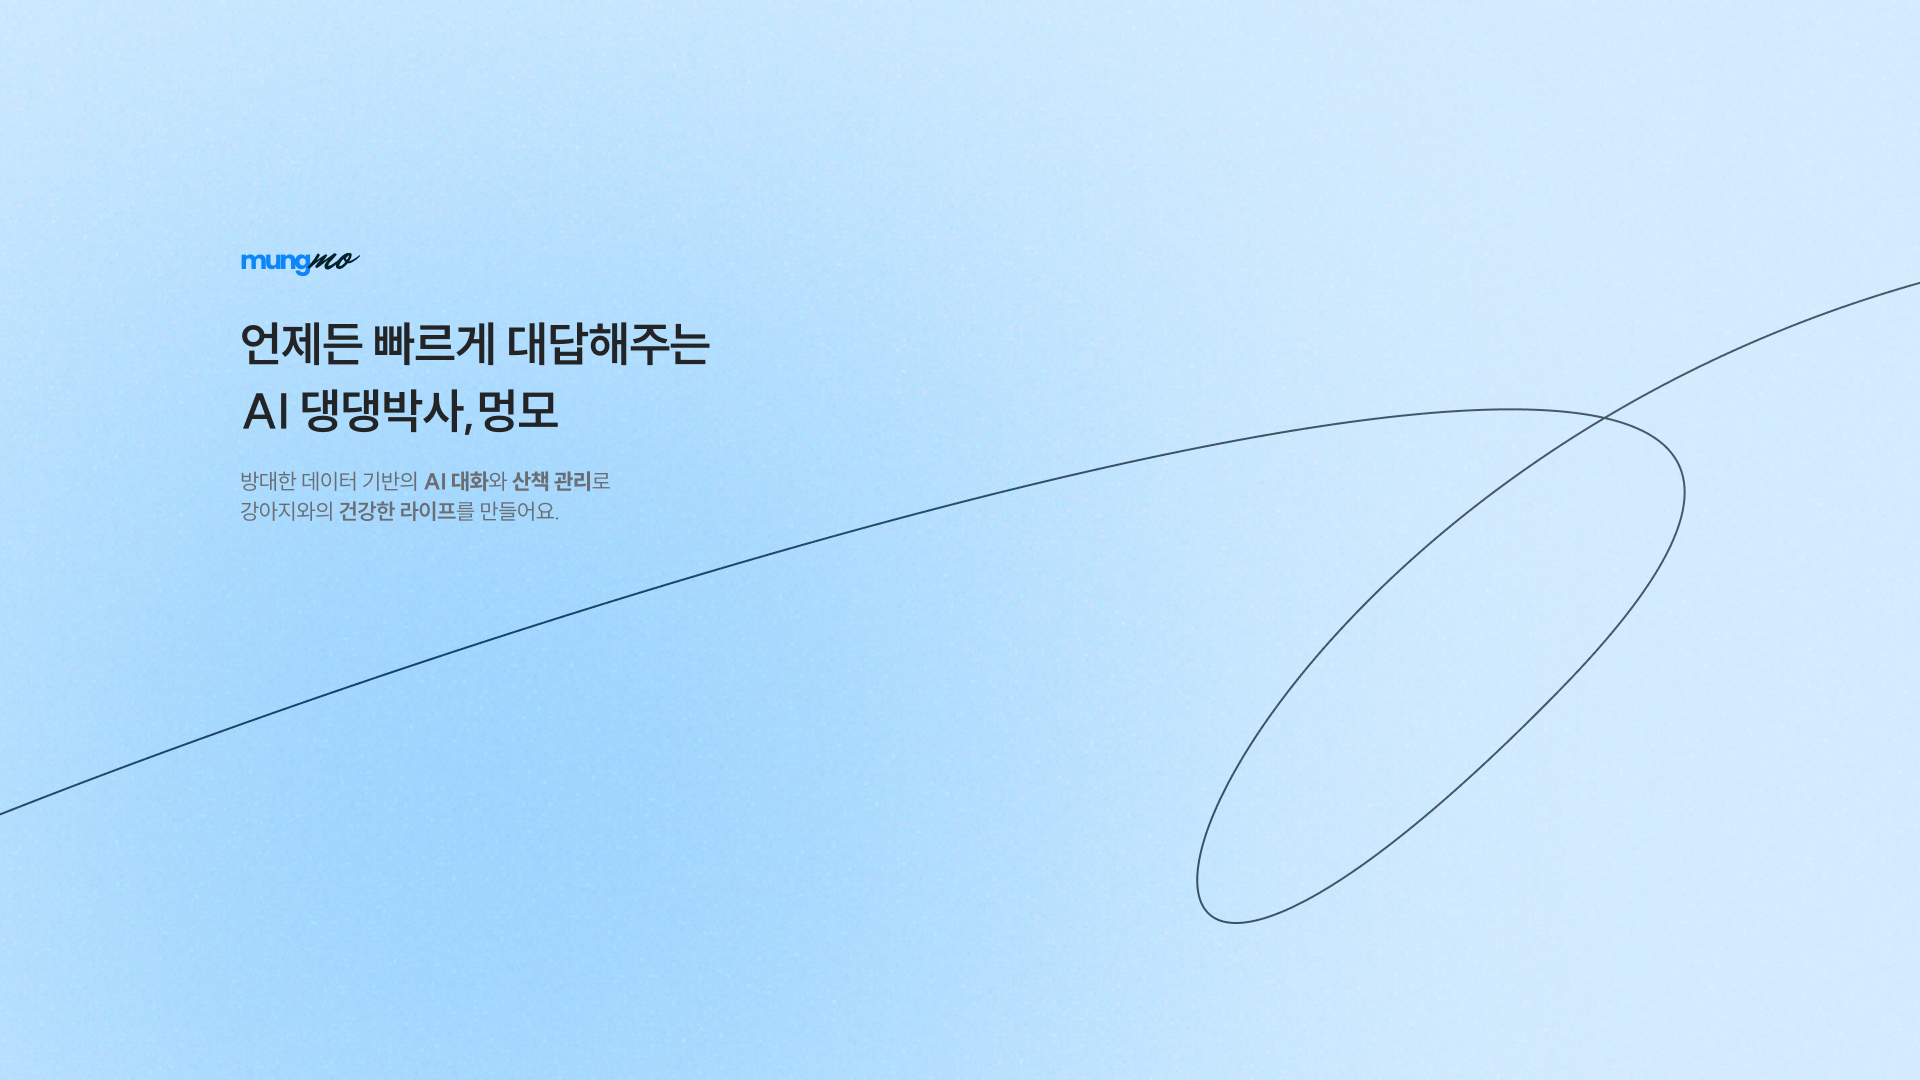 mungmo
언제든 빠르게 대답해주는
AI 댕댕박사, 멍모
방대한 데이터 기반의 AI 대화와 산책 관리로
강아지와의 건강한 라이프를 만들어요.